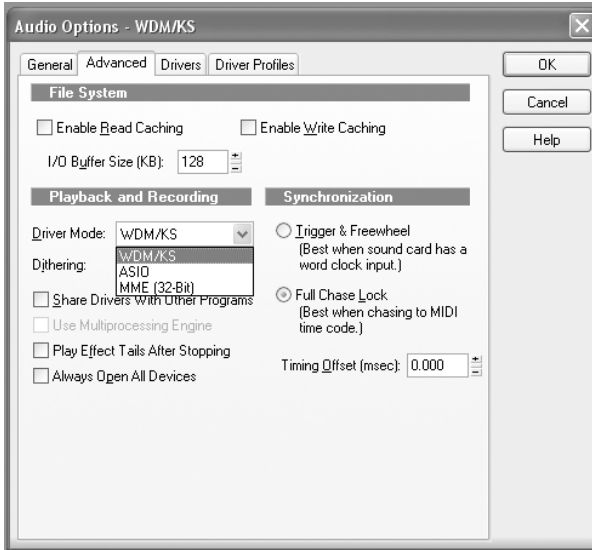 Audio Options - WDM/KS
General Advanced Drivers Driver Profiles
File System
Enable Read Caching Enable Write Caching
I/O Buffer Size (KB): 128
Playback and Recording
Driver Mode: WDM/KS
WDM/KS
ASIO
MME (32-Bit)
Dithering:
Share Drivers With Other Programs
Use Multiprocessing Engine
Play Effect Tails After Stopping
Always Open All Devices
Synchronization
Trigger & Freewheel
(Best when sound card has a
word clock input.)
Full Chase Lock
(Best when chasing to MIDI
time code.)
Timing Offset (msec): 0.000
OK
Cancel
Help